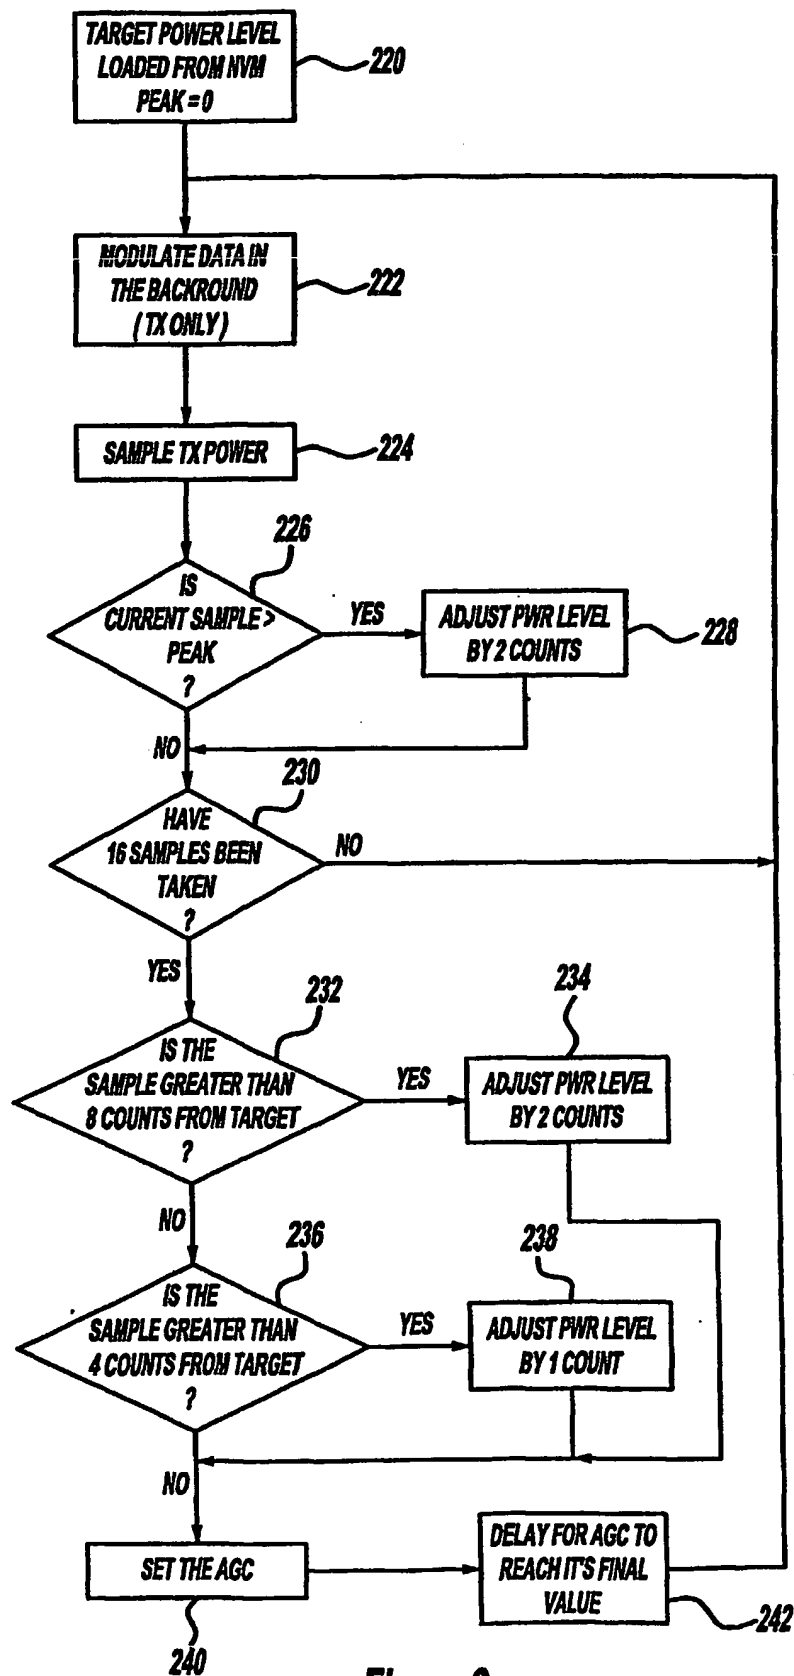 TARGET POWER LEVEL
LOADED FROM NVM
PEAK = 0
220
MODULATE DATA IN
THE BACKROUND
( TX ONLY )
222
SAMPLE TX POWER
224
226
IS
CURRENT SAMPLE >
PEAK
?
YES
ADJUST PWR LEVEL
BY 2 COUNTS
228
NO
230
HAVE
16 SAMPLES BEEN
TAKEN
?
NO
YES
232
IS THE
SAMPLE GREATER THAN
8 COUNTS FROM TARGET
?
YES
234
ADJUST PWR LEVEL
BY 2 COUNTS
NO
236
IS THE
SAMPLE GREATER THAN
4 COUNTS FROM TARGET
?
YES
238
ADJUST PWR LEVEL
BY 1 COUNT
NO
SET THE AGC
240
DELAY FOR AGC TO
REACH IT'S FINAL
VALUE
242